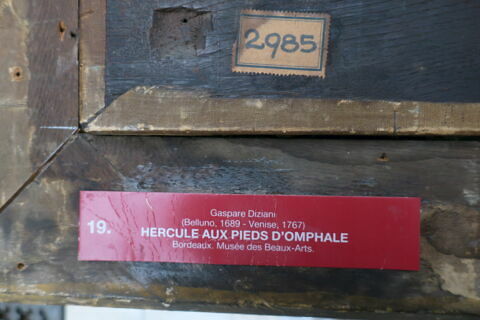 2985
19.
Gaspare Diziani
(Belluno, 1689 - Venise, 1767)
HERCULE AUX PIEDS D'OMPHALE
Bordeaux. Musée des Beaux-Arts.